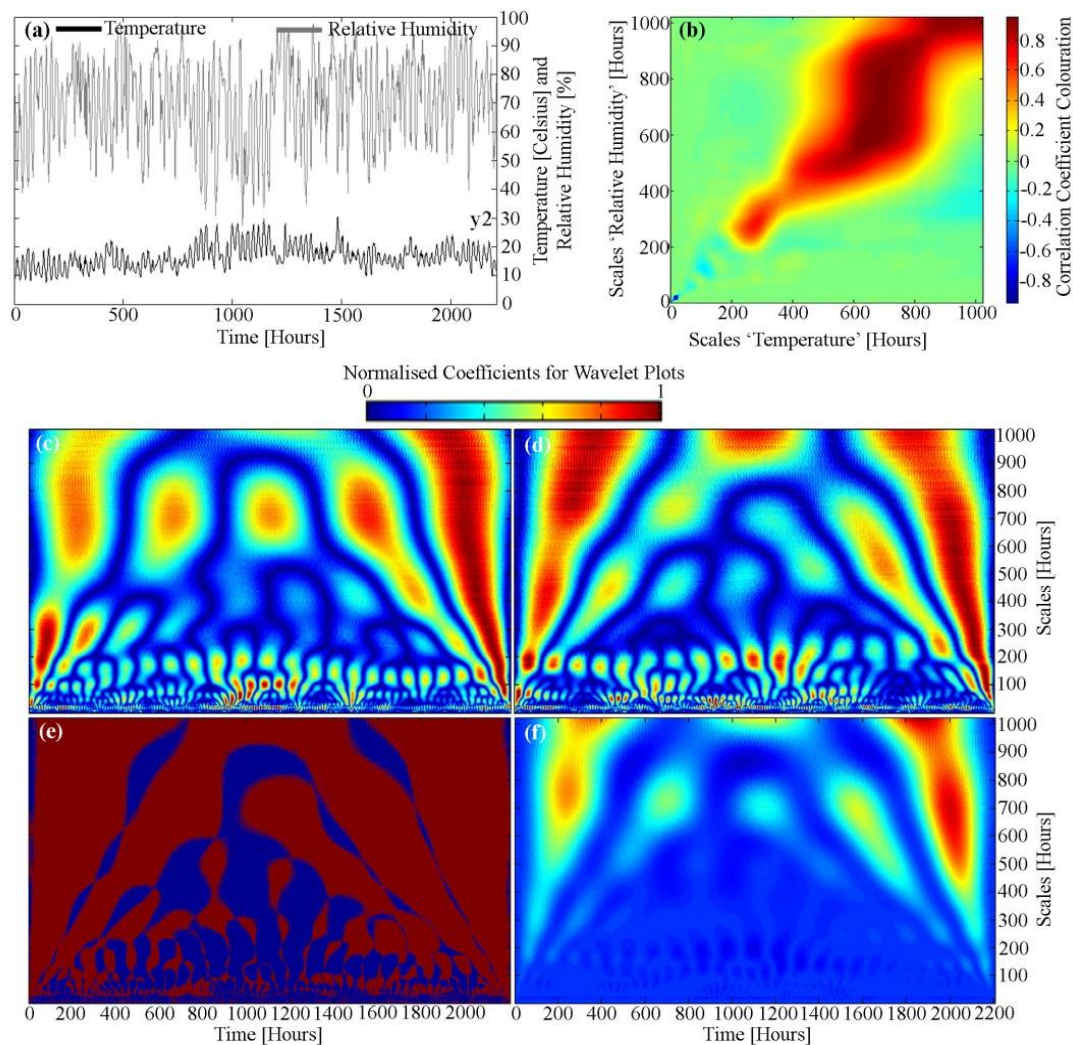 (a) Temperature Relative Humidity
100
90
80
70
60
50
40
30
20
10
0
y2
Temperature [Celsius] and
Relative Humidity [%]
0 500 1000 1500 2000
Time [Hours]
(b)
1000
800
600
400
200
0
Scales 'Relative Humidity' [Hours]
0 200 400 600 800 1000
Scales 'Temperature' [Hours]
0.8
0.6
0.4
0.2
0
-0.2
-0.4
-0.6
-0.8
Correlation Coefficient Colouration
Normalised Coefficients for Wavelet Plots
0 1
(c) (d)
1000
900
800
700
600
500
400
300
200
100
Scales [Hours]
(e) (f)
1000
900
800
700
600
500
400
300
200
100
Scales [Hours]
0 200 400 600 800 1000 1200 1400 1600 1800 2000
Time [Hours]
0 200 400 600 800 1000 1200 1400 1600 1800 2000 2200
Time [Hours]